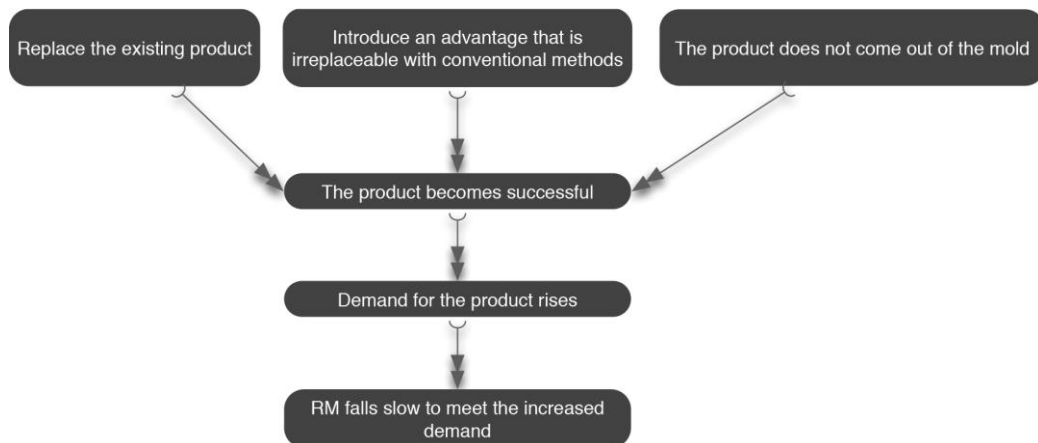 Replace the existing product
Introduce an advantage that is
irreplaceable with conventional methods
The product does not come out of the mold
The product becomes successful
Demand for the product rises
RM falls slow to meet the increased
demand